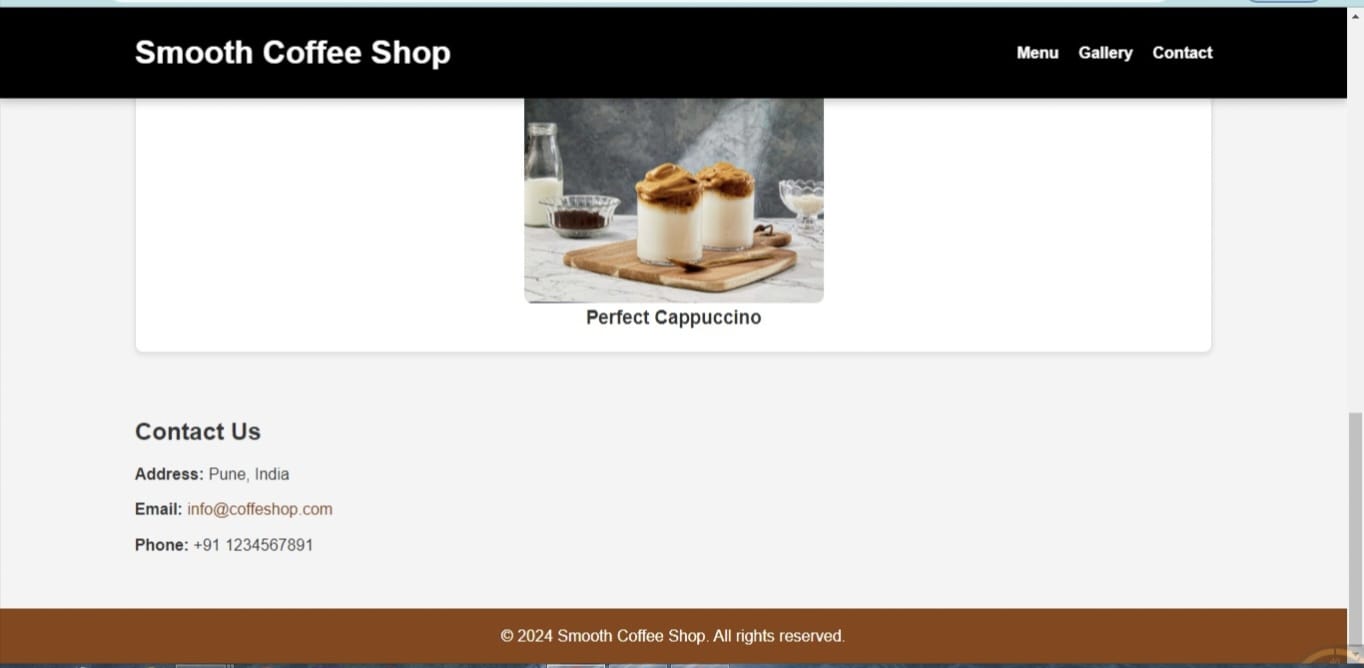 Smooth Coffee Shop
Menu Gallery Contact
Perfect Cappuccino
Contact Us
Address: Pune, India
Email: info@coffeshop.com
Phone: +91 1234567891
© 2024 Smooth Coffee Shop. All rights reserved.